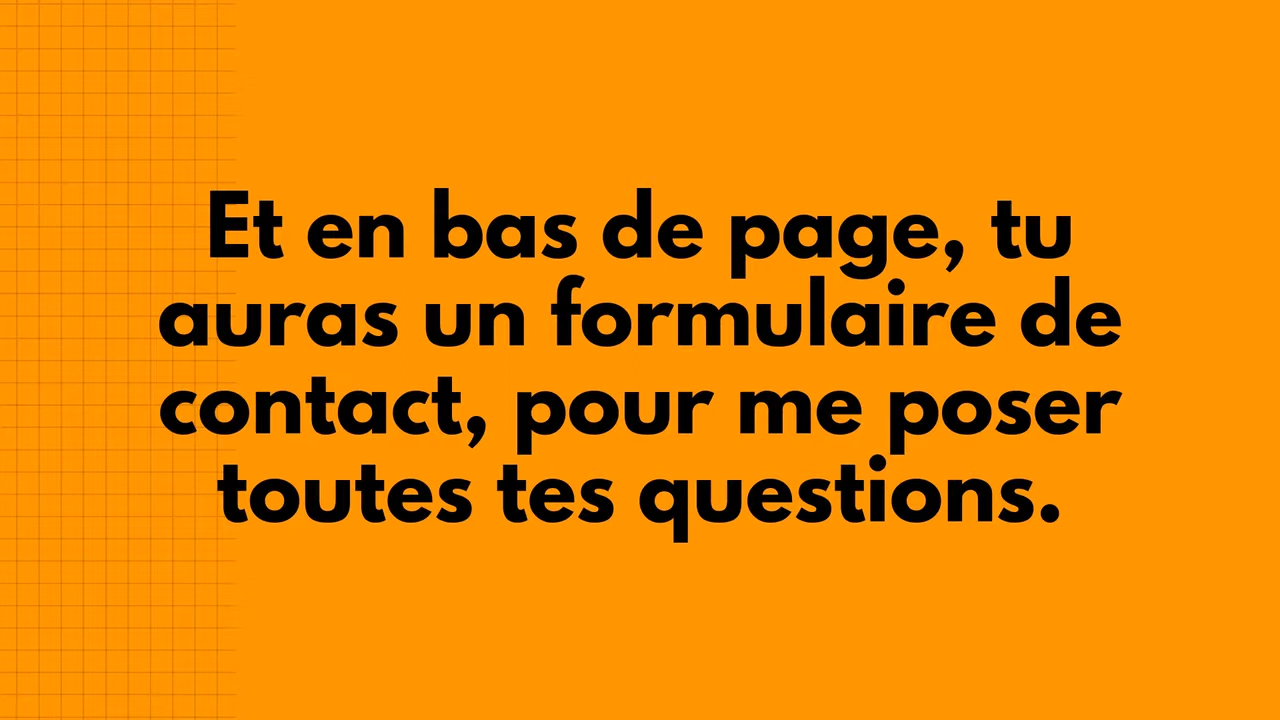 Et en bas de page, tu
auras un formulaire de
contact, pour me poser
toutes tes questions.